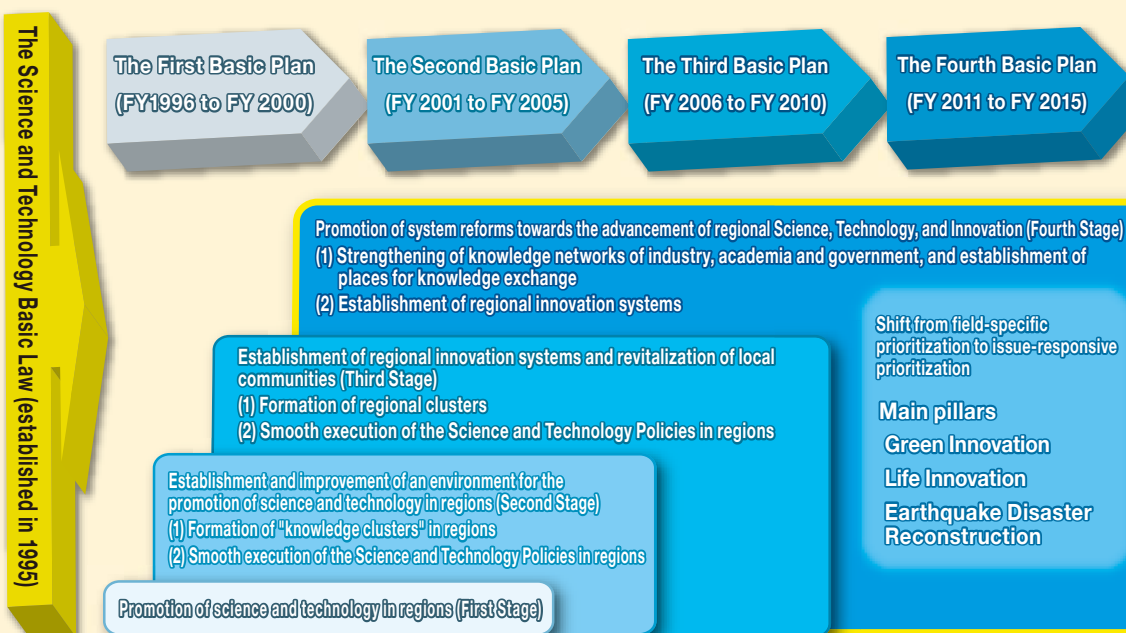 The Science and Technology Basic Law (established in 1995)
The First Basic Plan
(FY1996 to FY 2000)
The Second Basic Plan
(FY 2001 to FY 2005)
The Third Basic Plan
(FY 2006 to FY 2010)
The Fourth Basic Plan
(FY 2011 to FY 2015)
Promotion of system reforms towards the advancement of regional Science, Technology, and Innovation (Fourth Stage)
(1) Strengthening of knowledge networks of industry, academia and government, and establishment of
places for knowledge exchange
(2) Establishment of regional innovation systems
Shift from field-specific
prioritization to issue-responsive
prioritization
Main pillars
Green Innovation
Life Innovation
Earthquake Disaster
Reconstruction
Establishment of regional innovation systems and revitalization of local
communities (Third Stage)
(1) Formation of regional clusters
(2) Smooth execution of the Science and Technology Policies in regions
Establishment and improvement of an environment for the
promotion of science and technology in regions (Second Stage)
(1) Formation of "knowledge clusters" in regions
(2) Smooth execution of the Science and Technology Policies in regions
Promotion of science and technology in regions (First Stage)